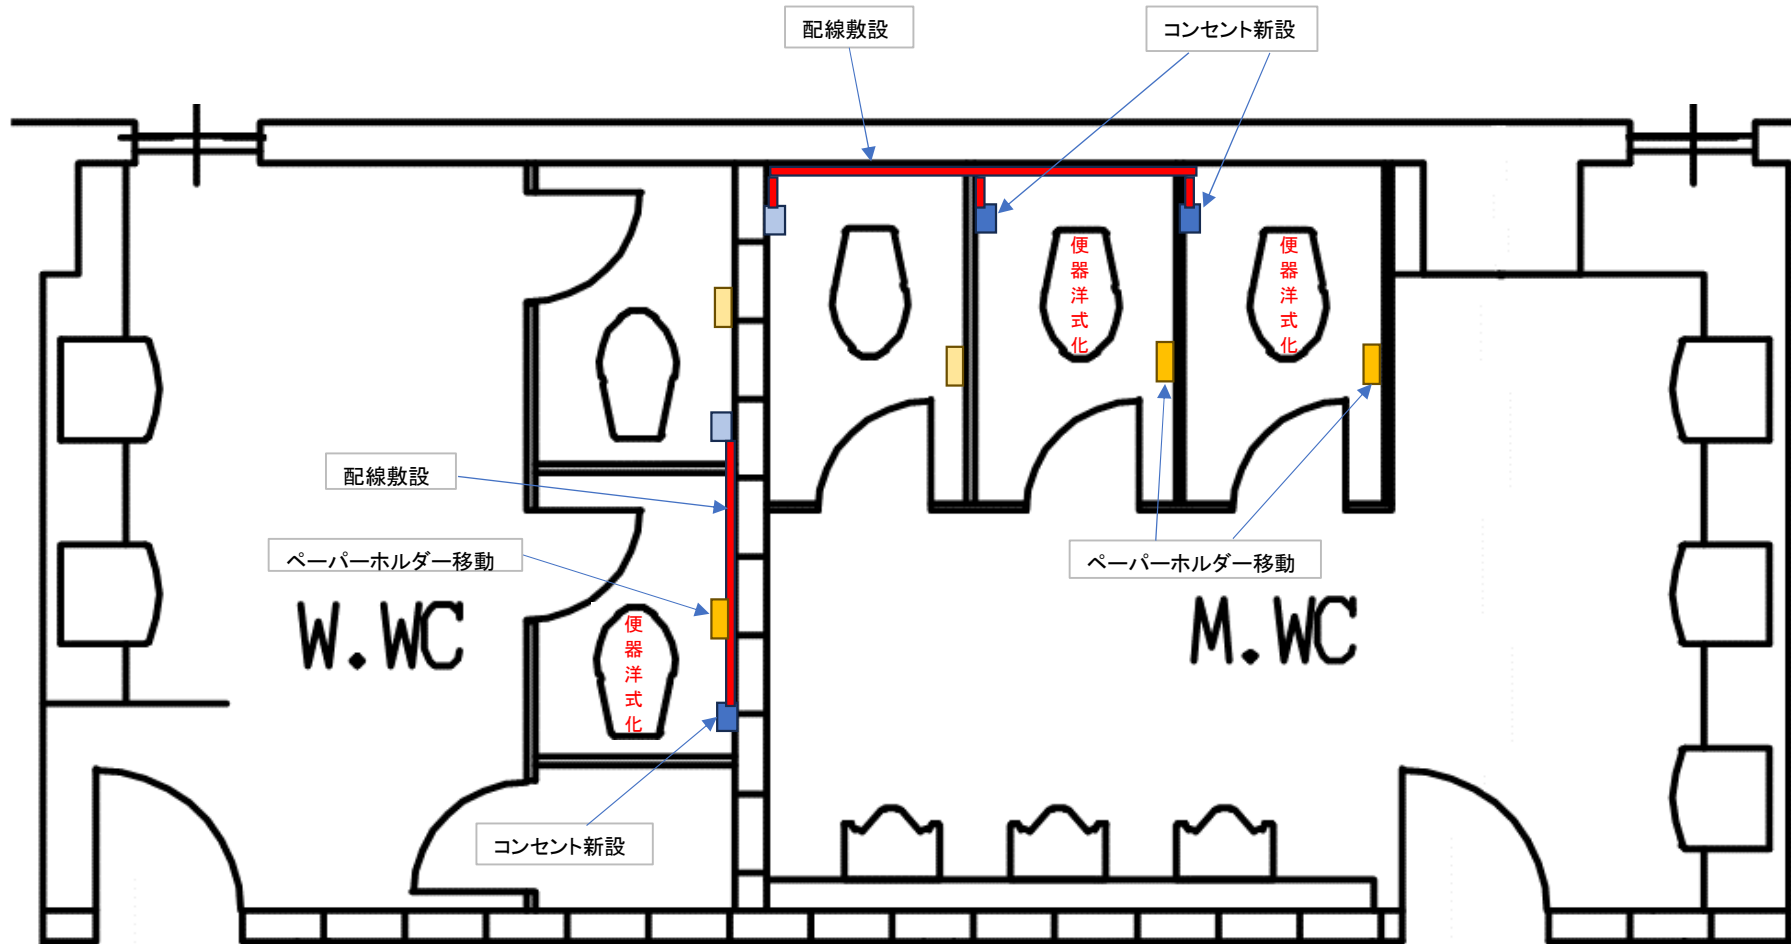 配線敷設
コンセント新設
便器洋式化
便器洋式化
配線敷設
ペーパーホルダー移動
ペーパーホルダー移動
W.WC
M.WC
便器洋式化
コンセント新設